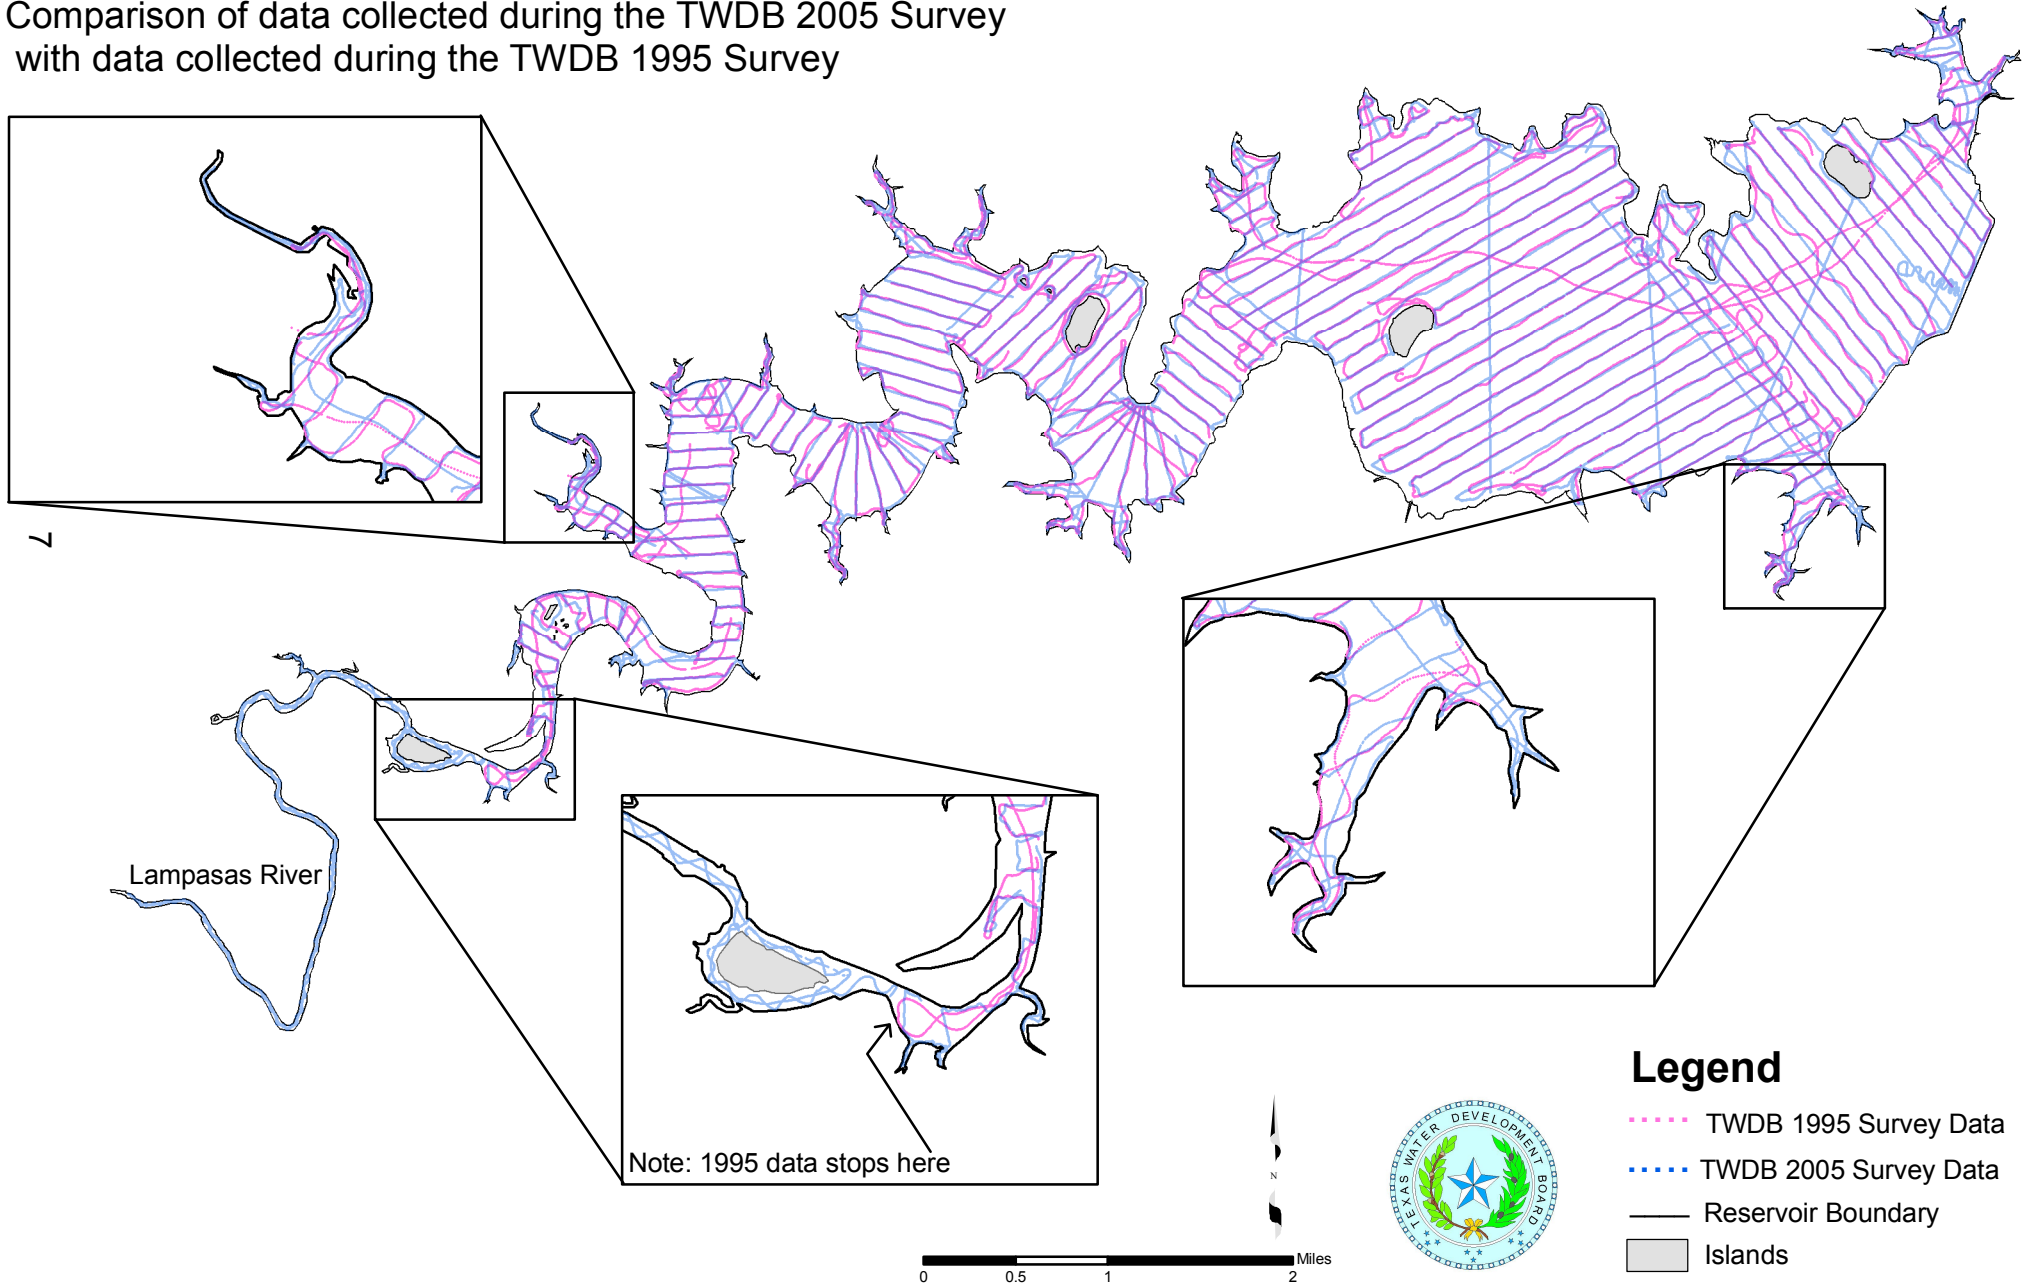 Comparison of data collected during the TWDB 2005 Survey
with data collected during the TWDB 1995 Survey
7
Lampasas River
Note: 1995 data stops here
N
TEXAS WATER DEVELOPMENT BOARD
Legend
TWDB 1995 Survey Data
TWDB 2005 Survey Data
Reservoir Boundary
Islands
Miles
0 0.5 1 2